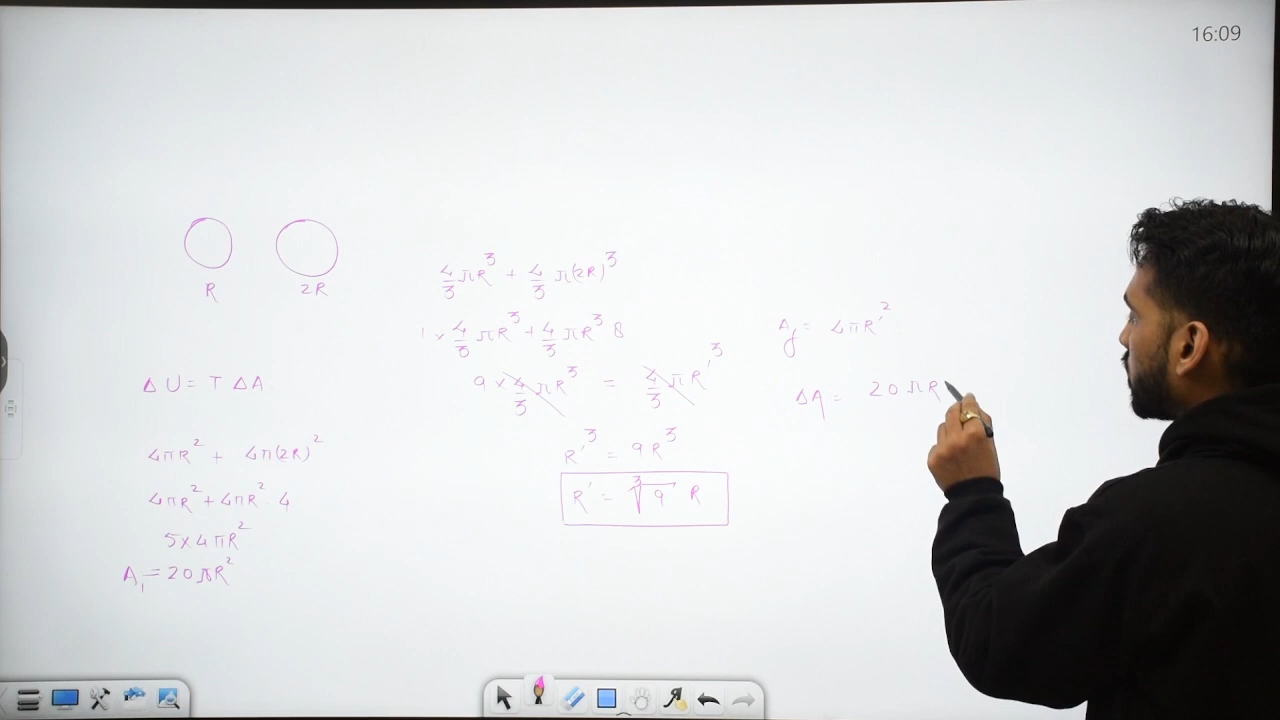 16:09
R 2R
ΔU = T ΔA
4πR² + 4π(2R)²
4πR² + 4πR² · 4
5×4πR²
A₁ = 20πR²
4/3 πR³ + 4/3 π(2R)³
1 × 4/3 πR³ + 4/3 πR³ 8
9 × 4/3 πR³ = 4/3 πR'³
R'³ = 9R³
R' = ∛9 R
A_f = 4πR'²
ΔA = 20πR